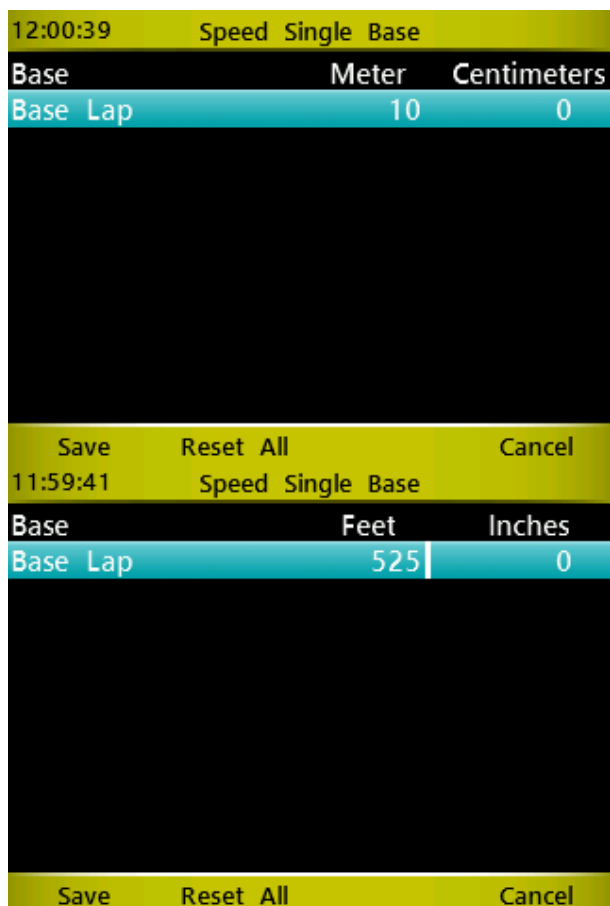 12:00:39 Speed Single Base
Base Meter Centimeters
Base Lap 10 0
Save Reset All Cancel
11:59:41 Speed Single Base
Base Feet Inches
Base Lap 525 0
Save Reset All Cancel